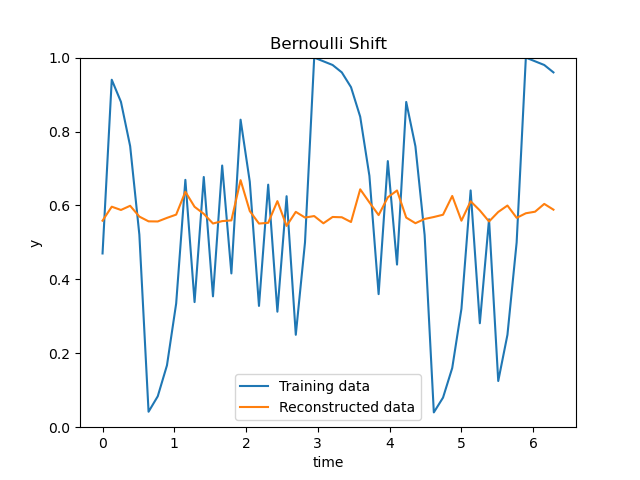 Bernoulli Shift
1.0
0.8
0.6
0.4
0.2
0.0
y
Training data
Reconstructed data
0 1 2 3 4 5 6
time